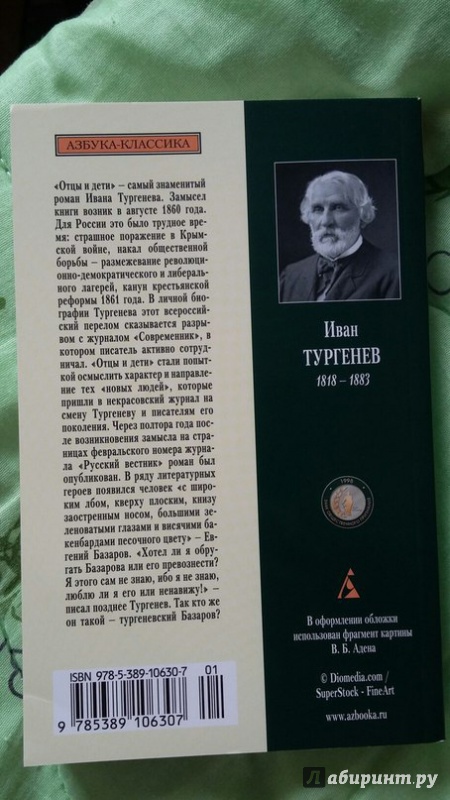 АЗБУКА-КЛАССИКА
«Отцы и дети» – самый знаменитый
роман Ивана Тургенева. Замысел
книги возник в августе 1860 года.
Для России это было трудное вре-
мя: страшное поражение в Крым-
ской войне, накал общественной
борьбы – размежевание революци-
онно-демократического и либераль-
ного лагерей, канун крестьянской
реформы 1861 года. В личной био-
графии Тургенева этот всероссий-
ский перелом сказывается разры-
вом с журналом «Современник», в
котором писатель активно сотруд-
ничал. «Отцы и дети» стали попыт-
кой осмыслить характер и направле-
ние тех «новых людей», которые
пришли в некрасовский журнал на
смену Тургеневу и писателям его
поколения. Через полтора года по-
сле возникновения замысла на стра-
ницах февральского номера журна-
ла «Русский вестник» роман был
опубликован. В ряду литературных
героев появился человек «с широ-
ким лбом, кверху плоским, книзу
заостренным носом, большими зе-
леноватыми глазами и висячими ба-
кенбардами песочного цвету» – Ев-
гений Базаров. «Хотел ли я обру-
гать Базарова или его превознести?
Я этого сам не знаю, ибо я не знаю,
люблю ли я его или ненавижу!» –
писал позднее Тургенев. Так кто же
он такой – тургеневский Базаров?
ISBN 978-5-389-10630-7
01
9 785389 106307
Иван
ТУРГЕНЕВ
1818 – 1883
1998
В оформлении обложки
использован фрагмент картины
В. Б. Адена
© Diomedia.com /
SuperStock - FineArt
www.azbooka.ru
Лабиринт.ру